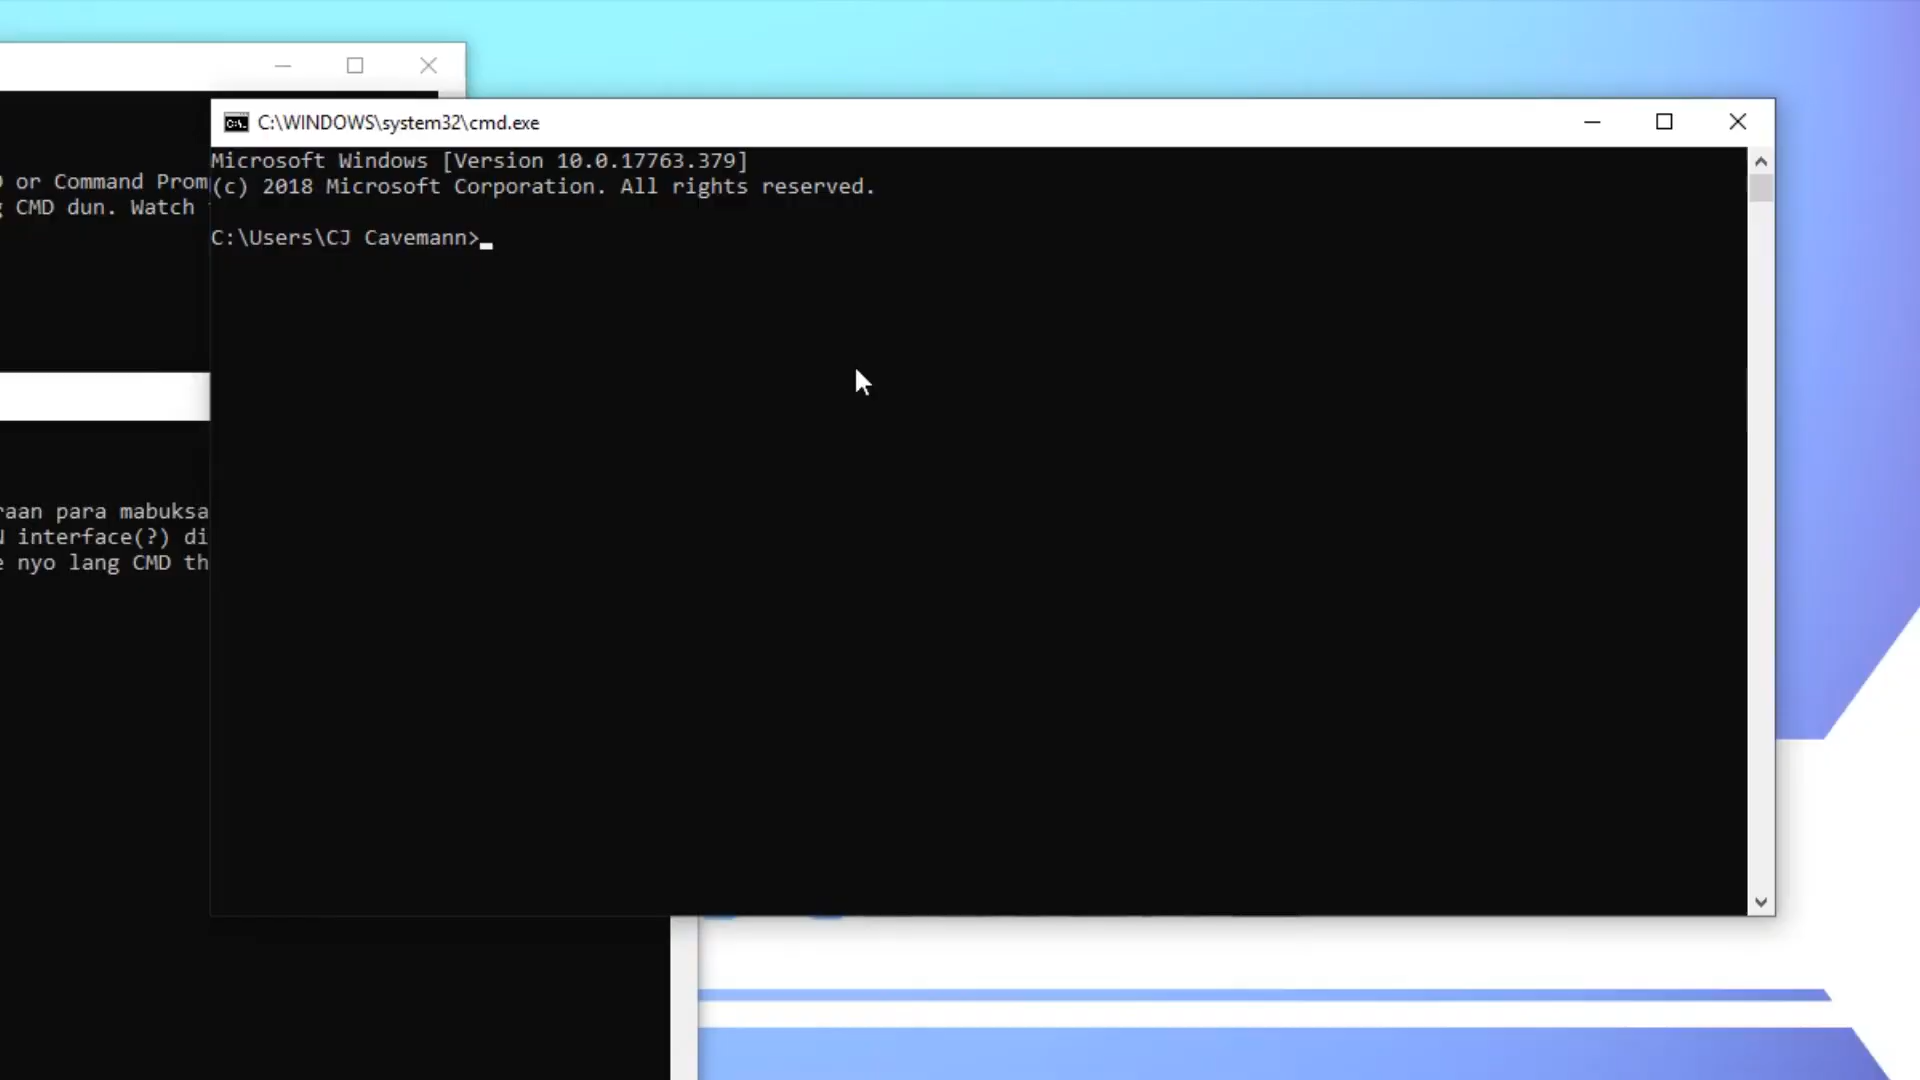 C:\WINDOWS\system32\cmd.exe
Microsoft Windows [Version 10.0.17763.379]
(c) 2018 Microsoft Corporation. All rights reserved.
C:\Users\CJ Cavemann>
or Command Prom
CMD dun. Watch
para mabuksa
interface(?) di
nyo lang CMD th